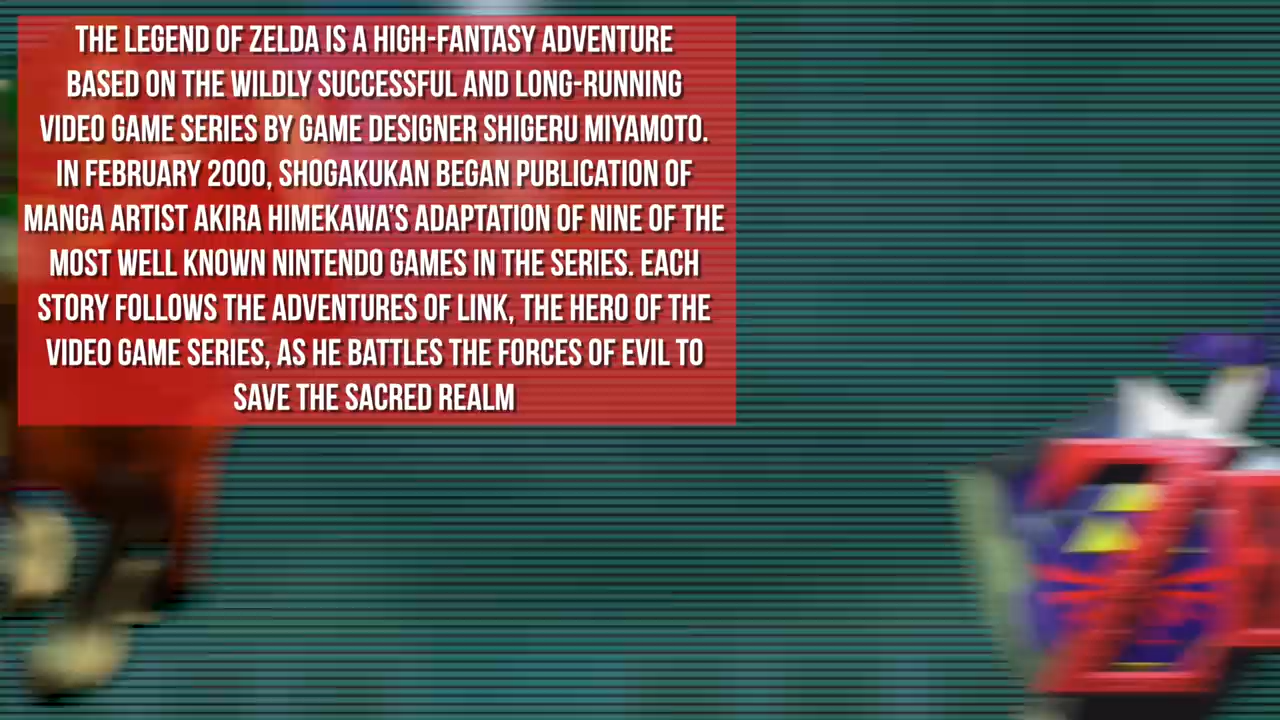 THE LEGEND OF ZELDA IS A HIGH-FANTASY ADVENTURE
BASED ON THE WILDLY SUCCESSFUL AND LONG-RUNNING
VIDEO GAME SERIES BY GAME DESIGNER SHIGERU MIYAMOTO.
IN FEBRUARY 2000, SHOGAKUKAN BEGAN PUBLICATION OF
MANGA ARTIST AKIRA HIMEKAWA'S ADAPTATION OF NINE OF THE
MOST WELL KNOWN NINTENDO GAMES IN THE SERIES. EACH
STORY FOLLOWS THE ADVENTURES OF LINK, THE HERO OF THE
VIDEO GAME SERIES, AS HE BATTLES THE FORCES OF EVIL TO
SAVE THE SACRED REALM